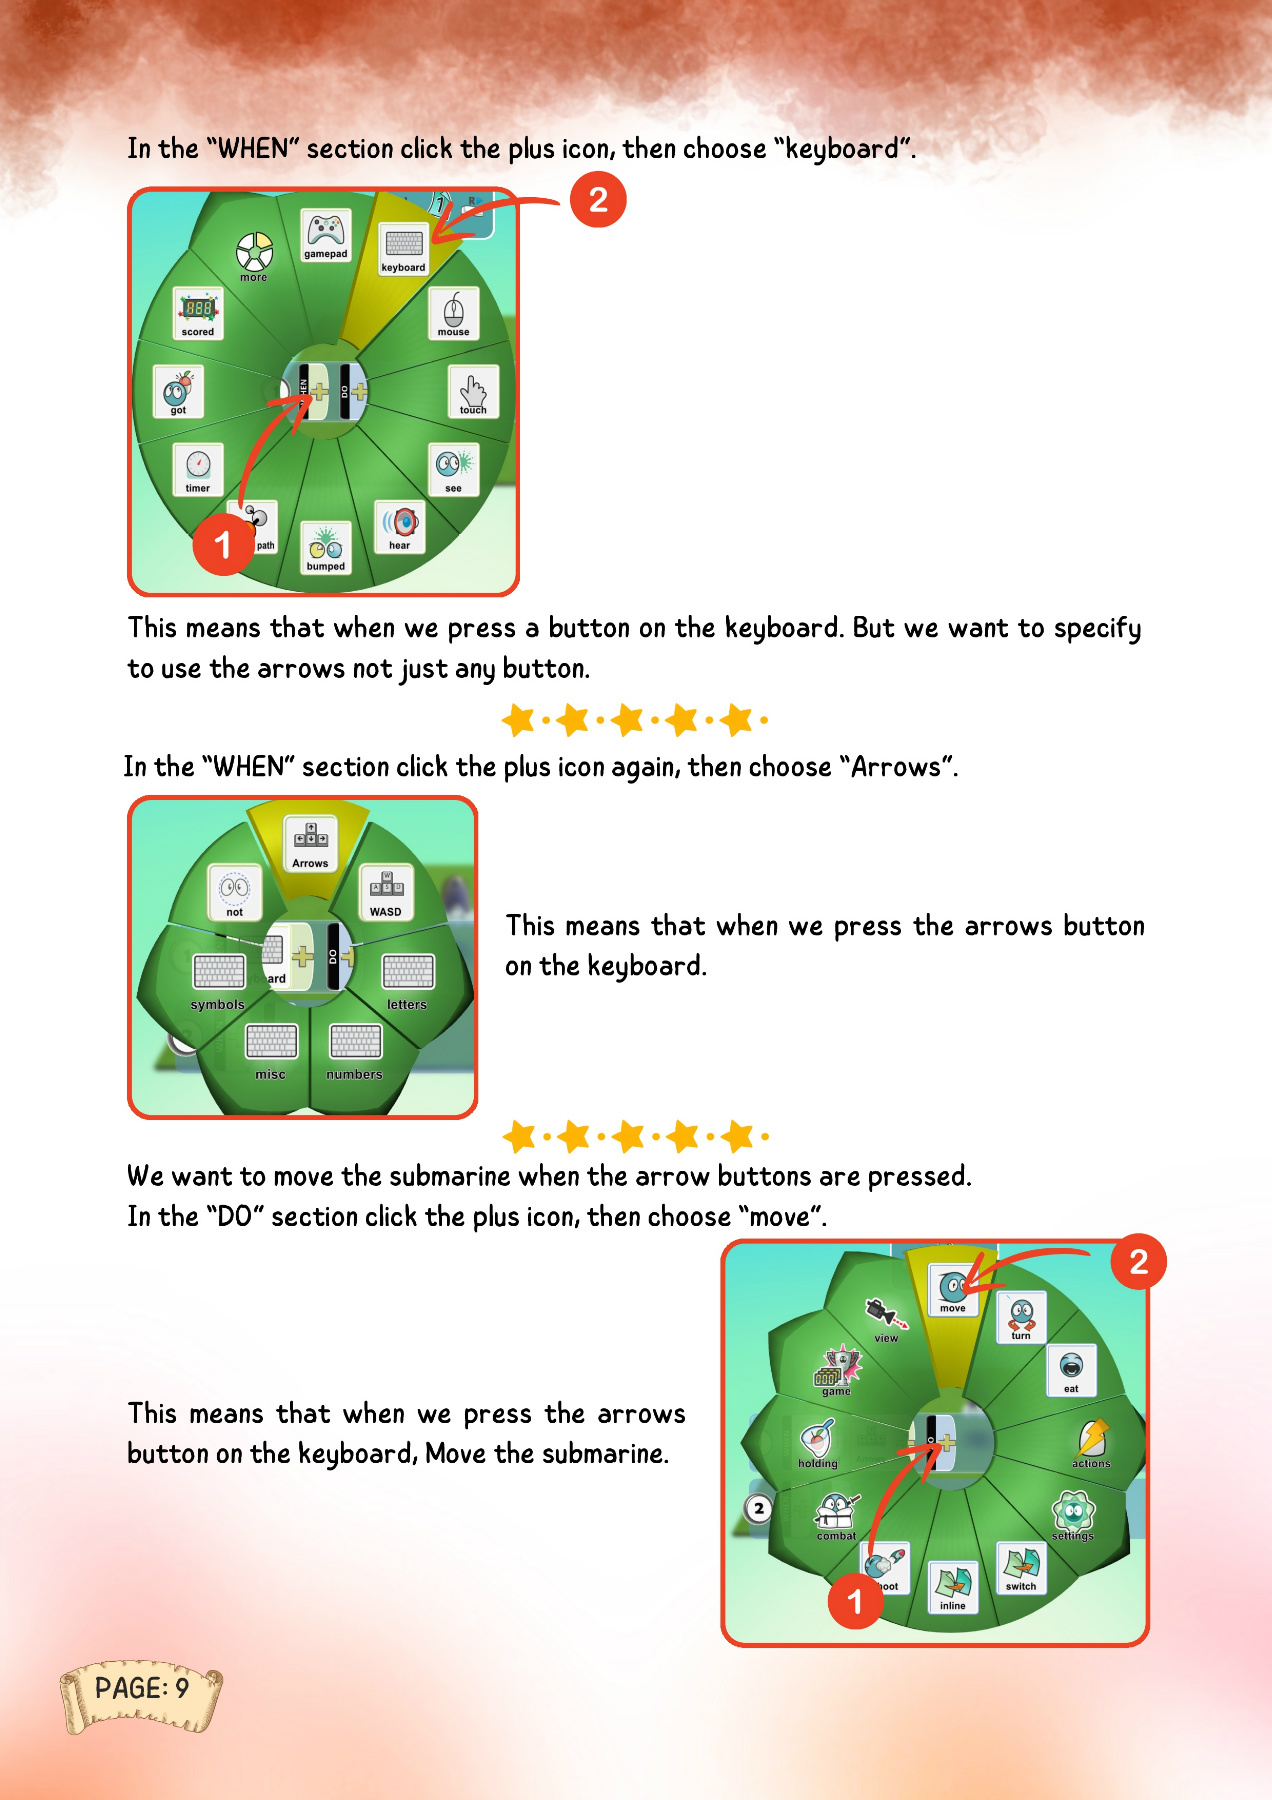 In the “WHEN” section click the plus icon, then choose “keyboard”.
2
1
R
gamepad
keyboard
more
mouse
scored
touch
got
WHEN
DO
see
timer
hear
path
bumped
1
This means that when we press a button on the keyboard. But we want to specify
to use the arrows not just any button.
In the “WHEN” section click the plus icon again, then choose “Arrows”.
Arrows
not
W
A S D
WASD
DO
board
symbols
letters
misc
numbers
This means that when we press the arrows button
on the keyboard.
We want to move the submarine when the arrow buttons are pressed.
In the “DO” section click the plus icon, then choose “move”.
2
move
turn
view
eat
game
actions
holding
2
combat
settings
switch
inline
1
This means that when we press the arrows
button on the keyboard, Move the submarine.
PAGE: 9